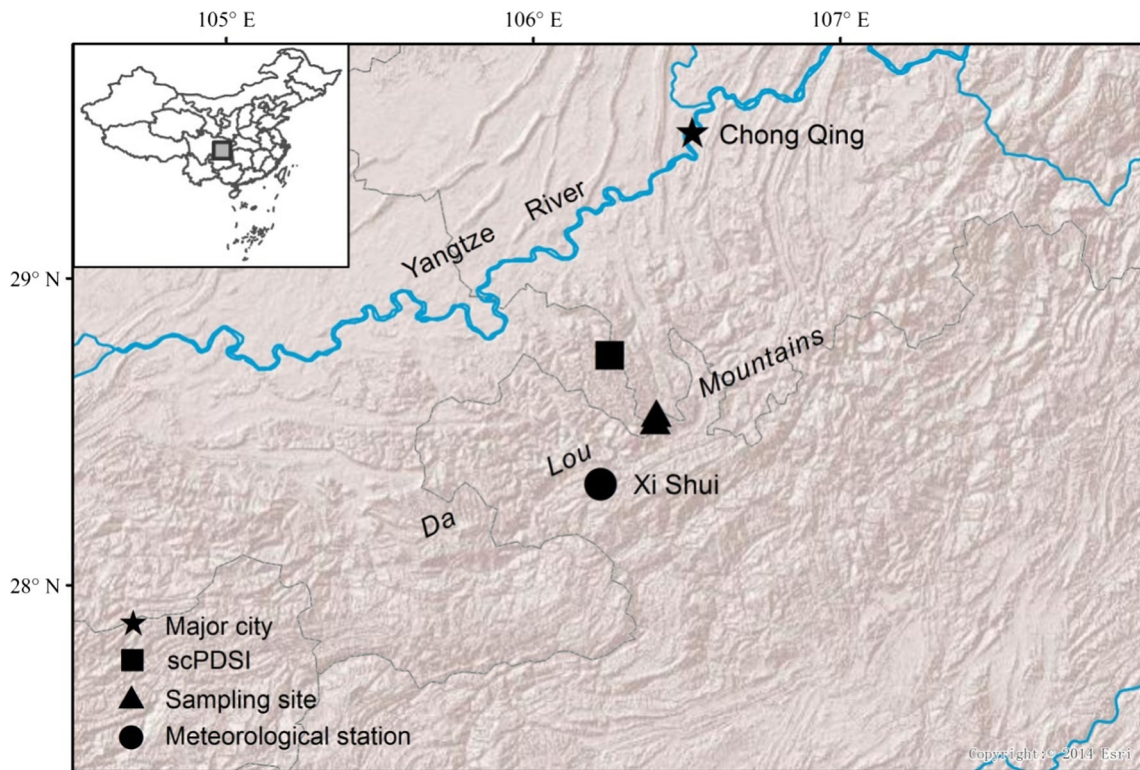 105° E
106° E
107° E
Chong Qing
Yangtze River
29° N
Da Lou Mountains
Xi Shui
28° N
Major city
scPDSI
Sampling site
Meteorological station
Copyright:© 2014 Esri